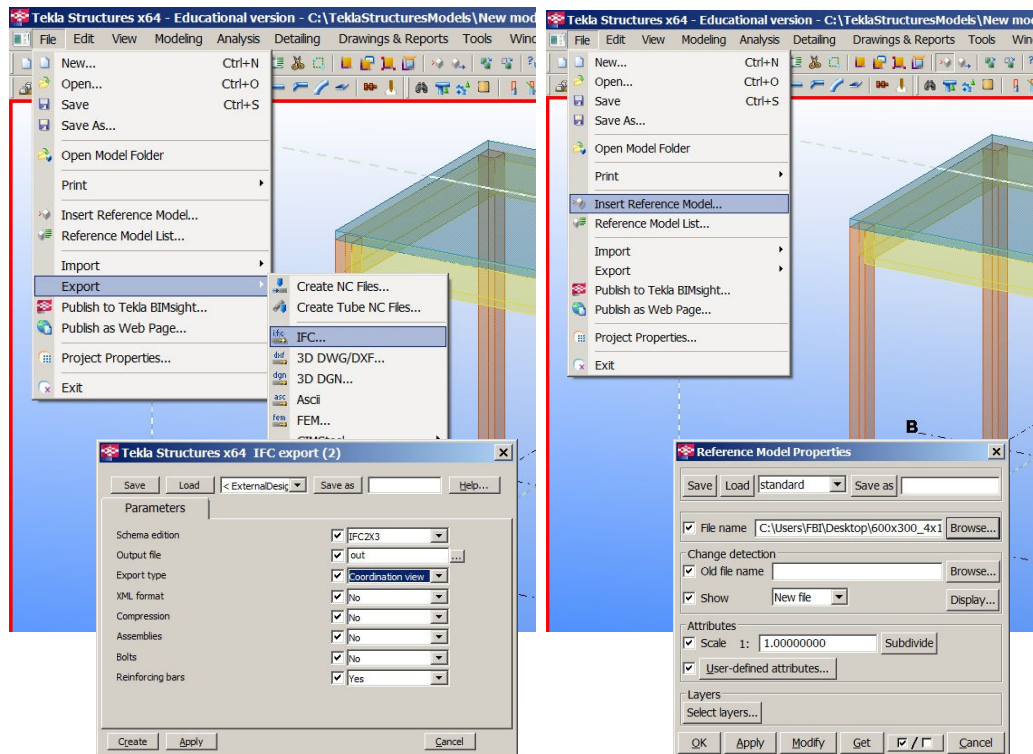 Tekla Structures x64 - Educational version - C:\TeklaStructuresModels\New mod
File Edit View Modeling Analysis Detailing Drawings & Reports Tools
New... Ctrl+N
Open... Ctrl+O
Save Ctrl+S
Save As...
Open Model Folder
Print
Insert Reference Model...
Reference Model List...
Import
Export
Publish to Tekla BIMsight...
Publish as Web Page...
Project Properties...
Exit
Create NC Files...
Create Tube NC Files...
ifc IFC...
dxf 3D DWG/DXF...
dgn 3D DGN...
asc Ascii
fem FEM...
Tekla Structures x64 IFC export (2)
Save Load < ExternalDesig Save as Help...
Parameters
Schema edition IFC2X3
Output file out ...
Export type Coordination view
XML format No
Compression No
Assemblies No
Bolts No
Reinforcing bars Yes
Create Apply Cancel
Tekla Structures x64 - Educational version - C:\TeklaStructuresModels\New mo
File Edit View Modeling Analysis Detailing Drawings & Reports Tools
New... Ctrl+N
Open... Ctrl+O
Save Ctrl+S
Save As...
Open Model Folder
Print
Insert Reference Model...
Reference Model List...
Import
Export
Publish to Tekla BIMsight...
Publish as Web Page...
Project Properties...
Exit
B
Reference Model Properties
Save Load standard Save as
File name C:\Users\FBI\Desktop\600x300_4x1 Browse...
Change detection
Old file name Browse...
Show New file Display...
Attributes
Scale 1: 1.00000000 Subdivide
User-defined attributes...
Layers
Select layers...
OK Apply Modify Get / Cancel